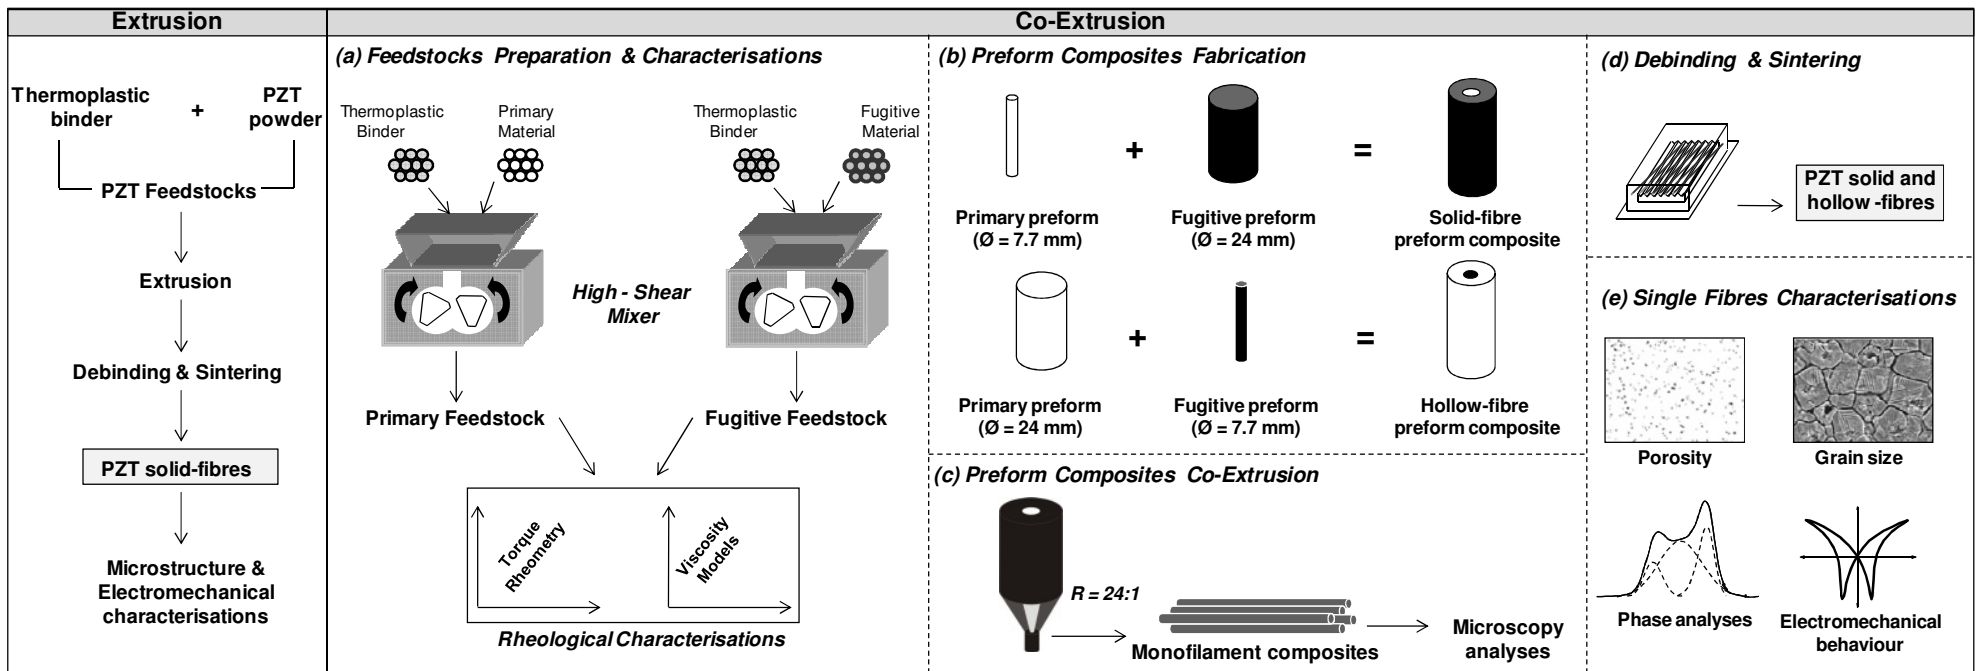 Extrusion
Thermoplastic
binder
+
PZT
powder
PZT Feedstocks
Extrusion
Debinding & Sintering
PZT solid-fibres
Microstructure &
Electromechanical
characterisations
Co-Extrusion
(a) Feedstocks Preparation & Characterisations
Thermoplastic
Binder
Primary
Material
Thermoplastic
Binder
Fugitive
Material
High - Shear
Mixer
Primary Feedstock
Fugitive Feedstock
Torque
Rheometry
Viscosity
Models
Rheological Characterisations
(b) Preform Composites Fabrication
+
=
Primary preform
(Ø = 7.7 mm)
Fugitive preform
(Ø = 24 mm)
Solid-fibre
preform composite
+
=
Primary preform
(Ø = 24 mm)
Fugitive preform
(Ø = 7.7 mm)
Hollow-fibre
preform composite
(c) Preform Composites Co-Extrusion
R = 24:1
Monofilament composites
Microscopy
analyses
(d) Debinding & Sintering
PZT solid and
hollow -fibres
(e) Single Fibres Characterisations
Porosity
Grain size
Phase analyses
Electromechanical
behaviour